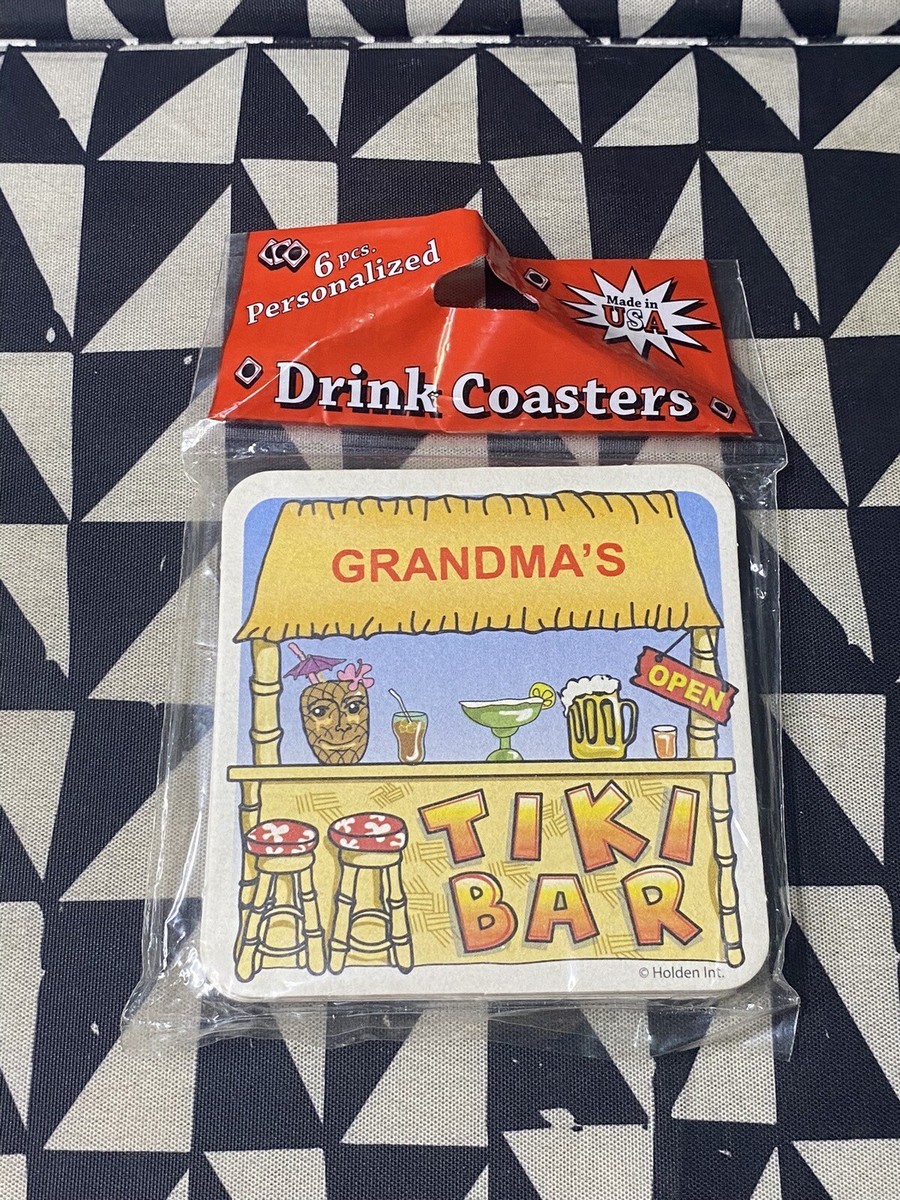 6 pcs.
Personalized
Made in
USA
Drink Coasters
GRANDMA'S
OPEN
TIKI
BAR
© Holden Int.